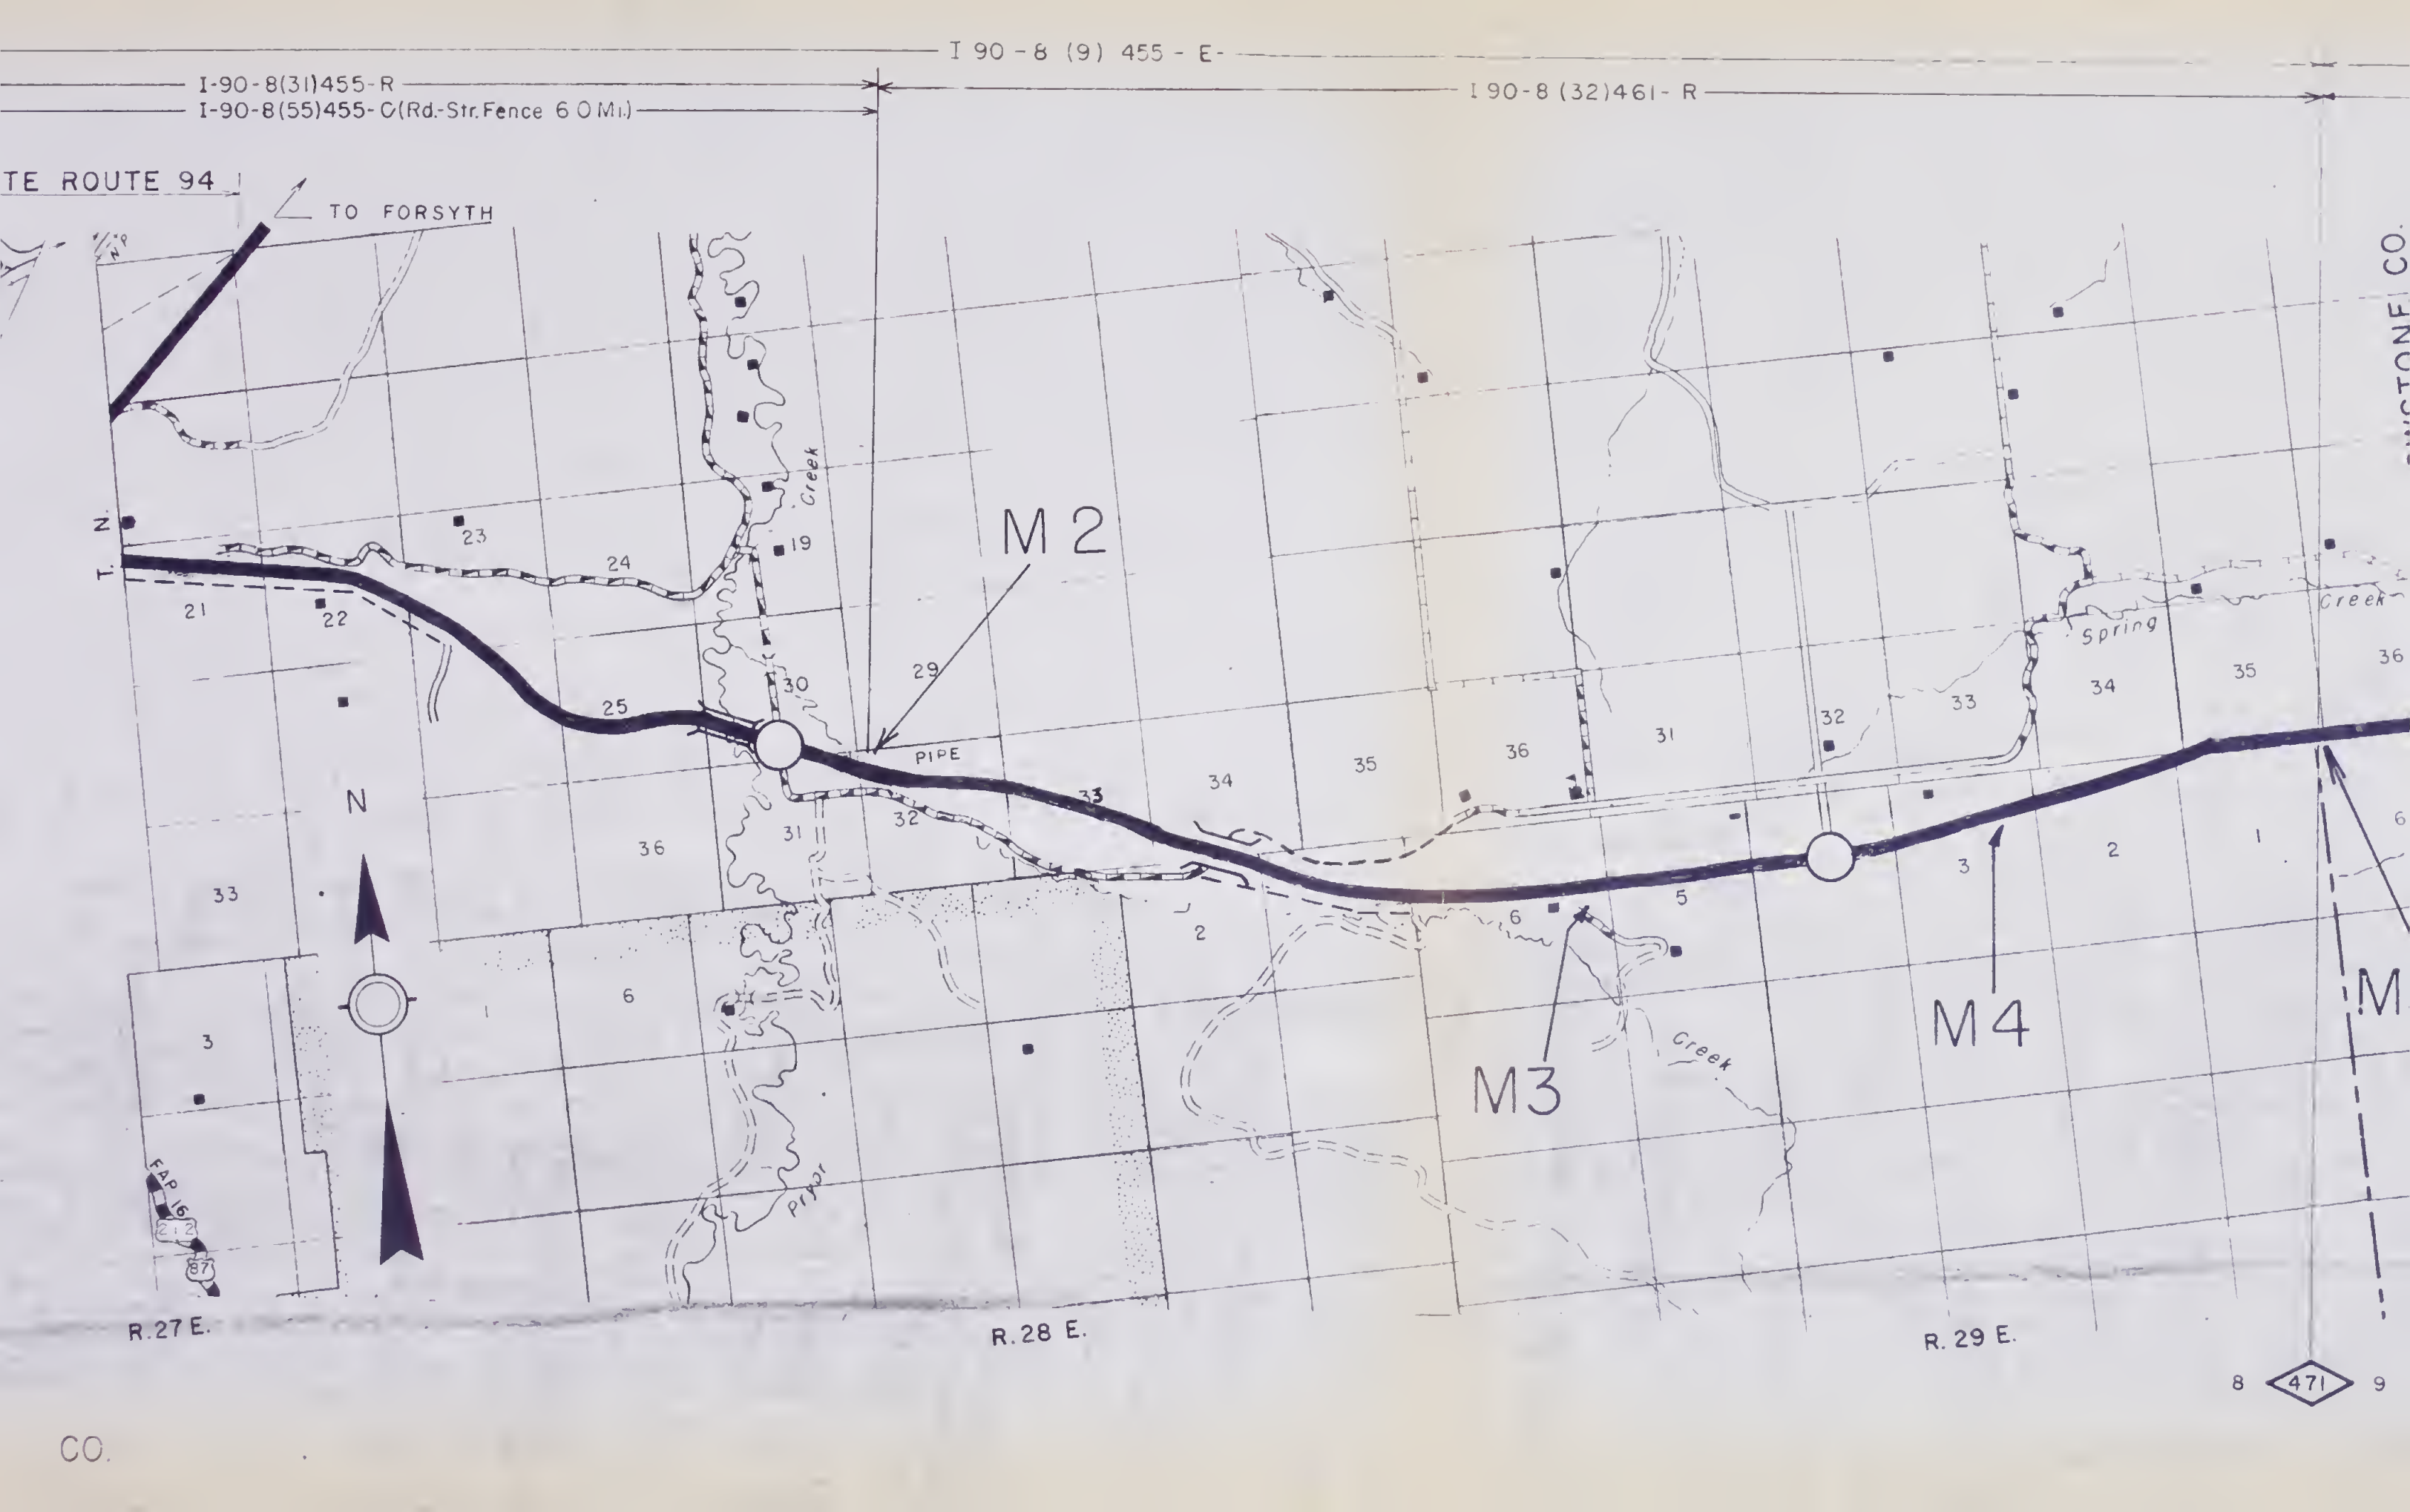 I 90-8 (9) 455 - E-
I-90-8(31)455-R
I 90-8 (32)461- R
I-90-8(55)455-C(Rd.-Str.Fence 6 0 Mi.)
TE ROUTE 94
TO FORSYTH
CO.
N.
T.
23
24
19
Creek
M 2
21
22
25
30
29
PIPE
33
34
35
36
31
32
33
34
35
36
Spring
Creek
N
36
31
32
33
2
6
5
3
2
1
6
3
1
6
M3
Creek
M4
M
Pryor
FAP 16
212
87
R.27 E.
R.28 E.
R.29 E.
8 471 9
CO.